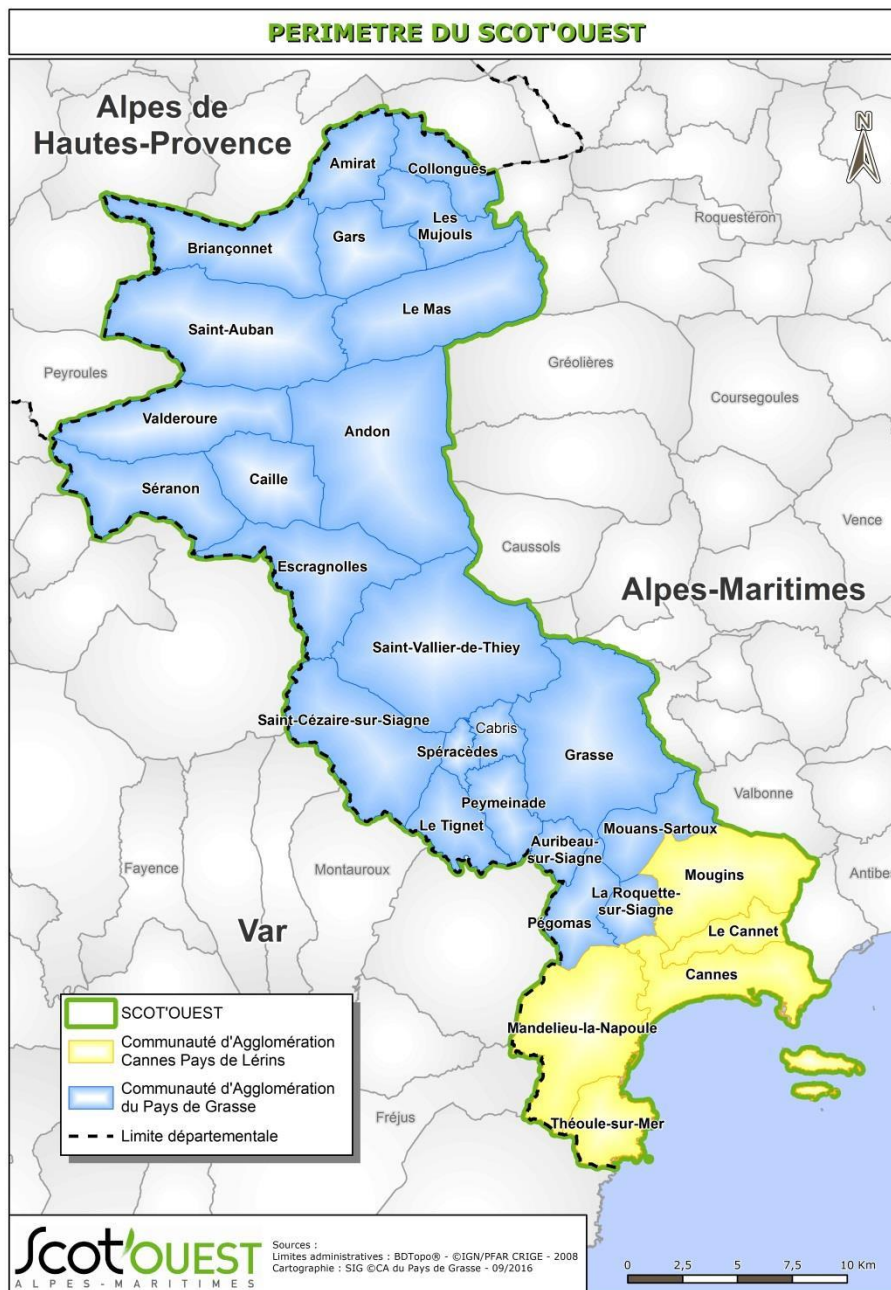 PERIMETRE DU SCOT'OUEST
Alpes de
Hautes-Provence
N
Amirat
Collongues
Roquestéron
Les
Mujouls
Gars
Briançonnet
Le Mas
Saint-Auban
Peyroules
Gréolières
Coursegoules
Valderoure
Andon
Séranon
Caille
Vence
Caussols
Escragnolles
Alpes-Maritimes
Saint-Vallier-de-Thiey
Saint-Cézaire-sur-Siagne
Cabris
Spéracèdes
Grasse
Valbonne
Peymeinade
Le Tignet
Mouans-Sartoux
Auribeau-
sur-Siagne
Fayence
Montauroux
Mougins
Antibes
La Roquette-
sur-Siagne
Pégomas
Var
Le Cannet
Cannes
SCOT'OUEST
Communauté d'Agglomération
Cannes Pays de Lérins
Communauté d'Agglomération
du Pays de Grasse
Limite départementale
Mandelieu-la-Napoule
Fréjus
Théoule-sur-Mer
Scot'OUEST
ALPES-MARITIMES
Sources :
Limites administratives : BDTopo® - ©IGN/PFAR CRIGE - 2008
Cartographie : SIG ©CA du Pays de Grasse - 09/2016
0 2,5 5 7,5 10 Km